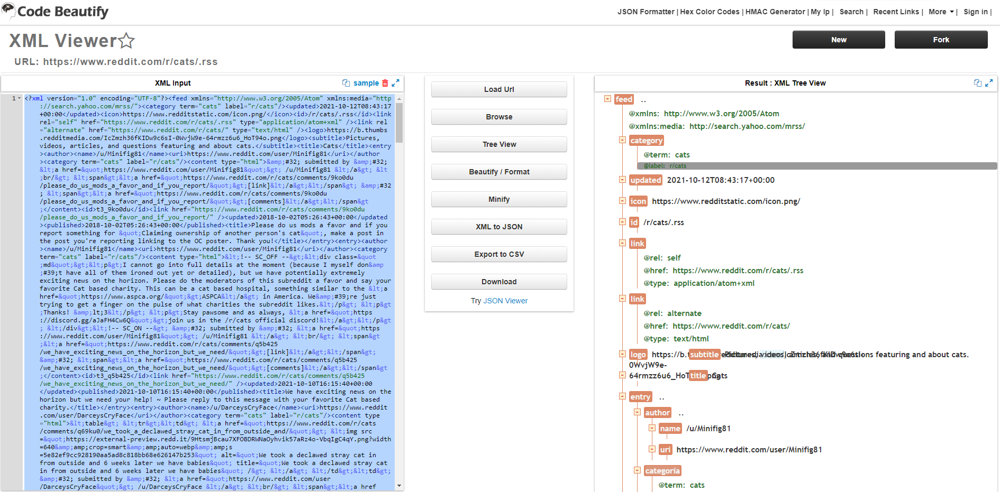 Code Beautify
JSON Formatter | Hex Color Codes | HMAC Generator | My Ip | Search | Recent Links | More | Sign in |
XML Viewer
New
Fork
URL: https://www.reddit.com/r/cats/.rss
XML Input
sample
1
<?xml version="1.0" encoding="UTF-8"?><feed xmlns="http://www.w3.org/2005/Atom" xmlns:media="http
://search.yahoo.com/mrss/"><category term="cats" label="r/cats"/><updated>2021-10-12T08:43:17
+00:00</updated><icon>https://www.redditstatic.com/icon.png/</icon><id>/r/cats/.rss</id><link
rel="self" href="https://www.reddit.com/r/cats/.rss" type="application/atom+xml" /><link rel
="alternate" href="https://www.reddit.com/r/cats/" type="text/html" /><logo>https://b.thumbs
.redditmedia.com/IcZmzh36fKIDw9c6sI-0WvjW9e-64rmzz6u6_HoT94o.png</logo><subtitle>Pictures,
videos, articles, and questions featuring and about cats.</subtitle><title>Cats</title><entry
><author><name>/u/Minifig81</name><uri>https://www.reddit.com/user/Minifig81</uri></author
><category term="cats" label="r/cats"/><content type="html">&amp;#32; submitted by &amp;#32;
&lt;a href=&quot;https://www.reddit.com/user/Minifig81&quot;&gt; /u/Minifig81 &lt;/a&gt; &lt
;br/&gt; &lt;span&gt;&lt;a href=&quot;https://www.reddit.com/r/cats/comments/9ko0du
/please_do_us_mods_a_favor_and_if_you_report/&quot;&gt;[link]&lt;/a&gt;&lt;/span&gt; &amp;#32
; &lt;span&gt;&lt;a href=&quot;https://www.reddit.com/r/cats/comments/9ko0du
/please_do_us_mods_a_favor_and_if_you_report/&quot;&gt;[comments]&lt;/a&gt;&lt;/span&gt
;</content><id>t3_9ko0du</id><link href="https://www.reddit.com/r/cats/comments/9ko0du
/please_do_us_mods_a_favor_and_if_you_report/" /><updated>2018-10-02T05:26:43+00:00</updated
><published>2018-10-02T05:26:43+00:00</published><title>Please do us mods a favor and if you
report something for &quot;Claiming ownership of another person's cat&quot;, make a post in
the post you're reporting linking to the OC poster. Thank you!</title></entry><entry><author
><name>/u/Minifig81</name><uri>https://www.reddit.com/user/Minifig81</uri></author><category
term="cats" label="r/cats"/><content type="html">&lt;!-- SC_OFF --&gt;&lt;div class=&quot
;md&quot;&gt;&lt;p&gt;I cannot go into full details at the moment (because I myself don&amp
;#39;t have all of them ironed out yet or detailed), but we have potentially extremely
exciting news on the horizon. Please do the moderators of this subreddit a favor and say your
favorite Cat based charity. This can be a cat based hospital, something similar to the &lt;a
href=&quot;https://www.aspca.org/&quot;&gt;ASPCA&lt;/a&gt; in America. We&amp;#39;re just
trying to get a finger on the pulse of what charities the subreddit likes.&lt;/p&gt; &lt;p&gt
;Thanks! &amp;lt;3&lt;/p&gt; &lt;p&gt;Stay pawsome and as always, &lt;a href=&quot;https
://discord.gg/aJaFH4Cw6Q&quot;&gt;join us in the /r/cats official discord!&lt;/a&gt;&lt;/p&gt
; &lt;/div&gt;&lt;!-- SC_ON --&gt; &amp;#32; submitted by &amp;#32; &lt;a href=&quot;https
://www.reddit.com/user/Minifig81&quot;&gt; /u/Minifig81 &lt;/a&gt; &lt;br/&gt; &lt;span&gt
;&lt;a href=&quot;https://www.reddit.com/r/cats/comments/q5b425
/we_have_exciting_news_on_the_horizon_but_we_need/&quot;&gt;[link]&lt;/a&gt;&lt;/span&gt;
&amp;#32; &lt;span&gt;&lt;a href=&quot;https://www.reddit.com/r/cats/comments/q5b425
/we_have_exciting_news_on_the_horizon_but_we_need/&quot;&gt;[comments]&lt;/a&gt;&lt;/span&gt
;</content><id>t3_q5b425</id><link href="https://www.reddit.com/r/cats/comments/q5b425
/we_have_exciting_news_on_the_horizon_but_we_need/" /><updated>2021-10-10T16:15:40+00:00
</updated><published>2021-10-10T16:15:40+00:00</published><title>We have exciting news on the
horizon but we need your help! ~ Please reply to this message with your favorite Cat based
charity.</title></entry><entry><author><name>/u/DarceysCryFace</name><uri>https://www.reddit
.com/user/DarceysCryFace</uri></author><category term="cats" label="r/cats"/><content type
="html">&lt;table&gt; &lt;tr&gt;&lt;td&gt; &lt;a href=&quot;https://www.reddit.com/r/cats
/comments/q69ku0/we_took_a_declawed_stray_cat_in_from_outside_and/&quot;&gt; &lt;img src
=&quot;https://external-preview.redd.it/9HtsmjBcau7XFOBDRWNaOyhvik57aRz4o-VbqIgC4qY.png?width
=640&amp;amp;crop=smart&amp;amp;auto=webp&amp;amp;s
=5e82ef9cc928190aa5ad8c818bb68e626147b253&quot; alt=&quot;We took a declawed stray cat in
from outside and 6 weeks later we have babies&quot; title=&quot;We took a declawed stray cat
in from outside and 6 weeks later we have babies&quot; /&gt; &lt;/a&gt; &lt;/td&gt;&lt;td&gt;
&amp;#32; submitted by &amp;#32; &lt;a href=&quot;https://www.reddit.com/user
/DarceysCryFace&quot;&gt; /u/DarceysCryFace &lt;/a&gt; &lt;br/&gt; &lt;span&gt;&lt;a href
Load Url
Browse
Tree View
Beautify / Format
Minify
XML to JSON
Export to CSV
Download
Try JSON Viewer
Result : XML Tree View
feed ..
@xmlns: http://www.w3.org/2005/Atom
@xmlns:media: http://search.yahoo.com/mrss/
category
@term: cats
@label: r/cats
updated 2021-10-12T08:43:17+00:00
icon https://www.redditstatic.com/icon.png/
id /r/cats/.rss
link
@rel: self
@href: https://www.reddit.com/r/cats/.rss
@type: application/atom+xml
link
@rel: alternate
@href: https://www.reddit.com/r/cats/
@type: text/html
logo https://b. subtitle Pictures, videos, articles, and questions featuring and about cats.
0WvjW9e-
64rmzz6u6_HoT title Cats
entry ..
author ..
name /u/Minifig81
uri https://www.reddit.com/user/Minifig81
categoría
@term: cats